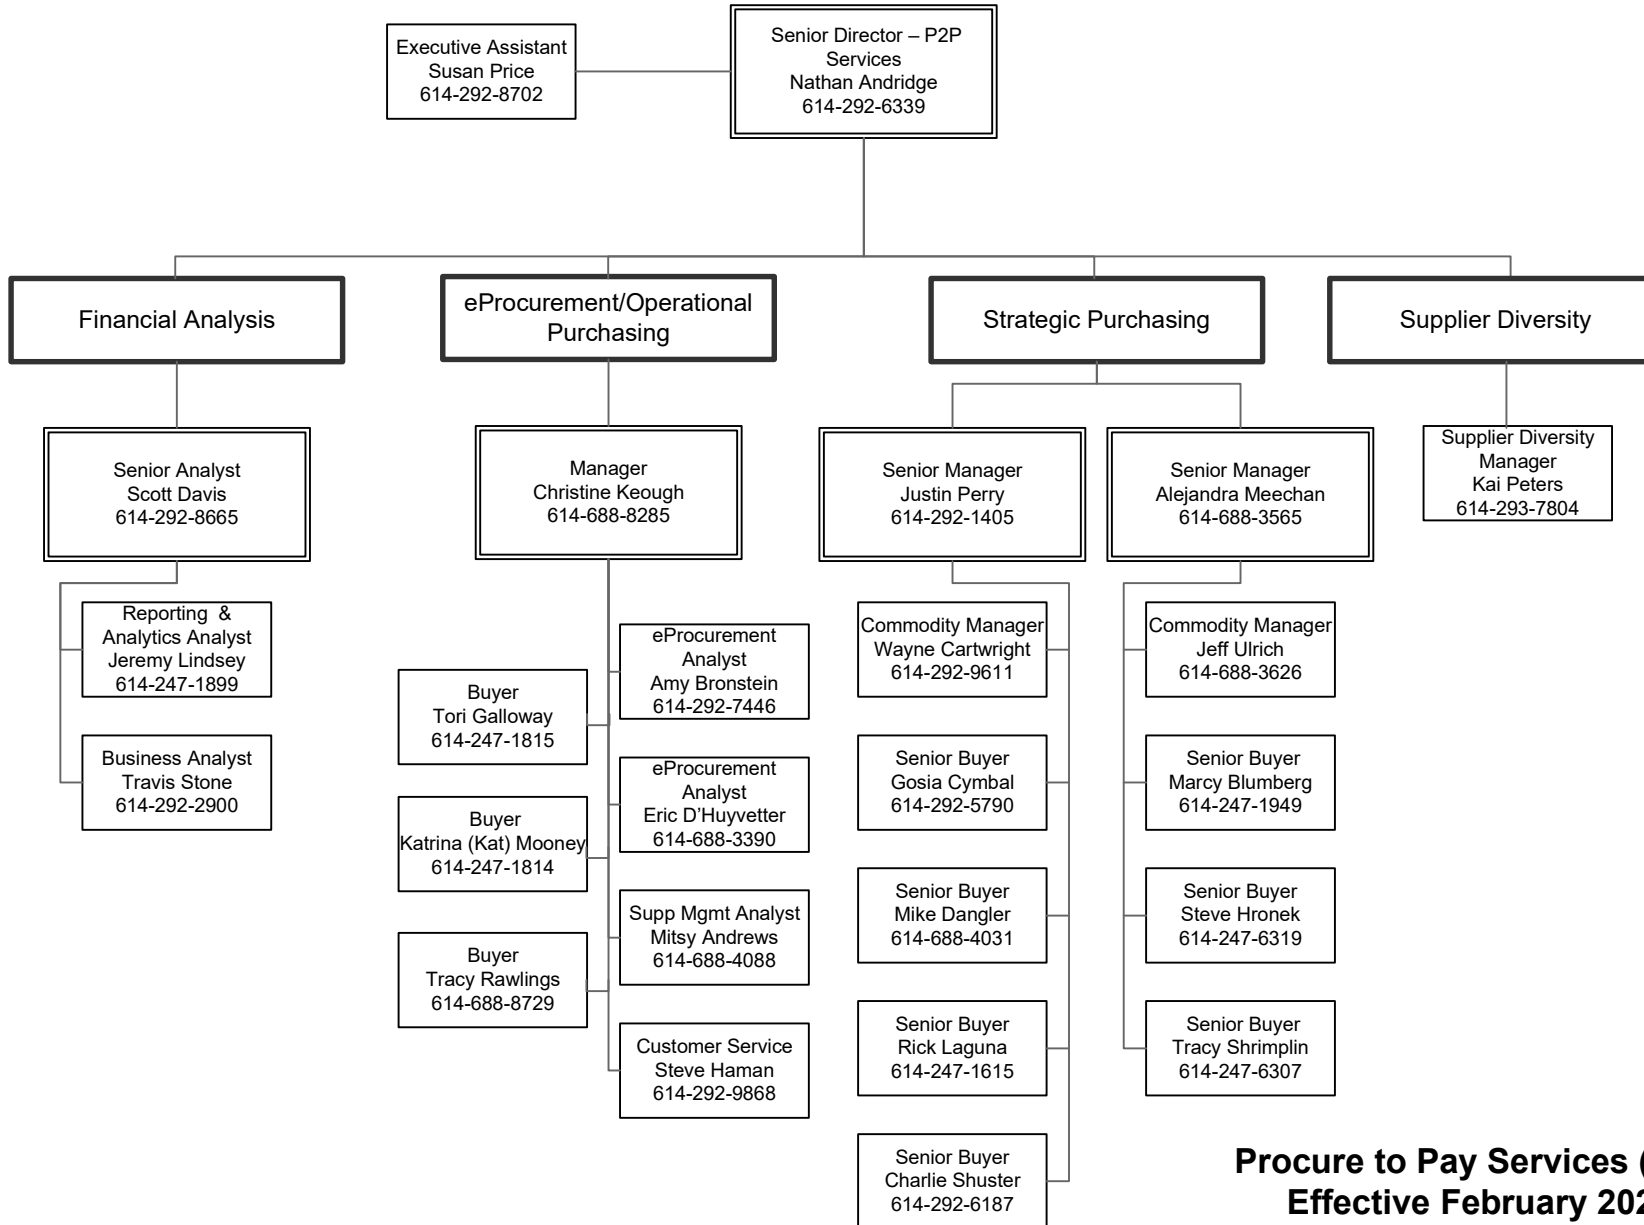 Executive Assistant
Susan Price
614-292-8702
Senior Director – P2P
Services
Nathan Andridge
614-292-6339
Financial Analysis
eProcurement/Operational
Purchasing
Strategic Purchasing
Supplier Diversity
Senior Analyst
Scott Davis
614-292-8665
Manager
Christine Keough
614-688-8285
Senior Manager
Justin Perry
614-292-1405
Senior Manager
Alejandra Meechan
614-688-3565
Supplier Diversity
Manager
Kai Peters
614-293-7804
Reporting &
Analytics Analyst
Jeremy Lindsey
614-247-1899
Business Analyst
Travis Stone
614-292-2900
Buyer
Tori Galloway
614-247-1815
Buyer
Katrina (Kat) Mooney
614-247-1814
Buyer
Tracy Rawlings
614-688-8729
eProcurement
Analyst
Amy Bronstein
614-292-7446
eProcurement
Analyst
Eric D’Huyvetter
614-688-3390
Supp Mgmt Analyst
Mitsy Andrews
614-688-4088
Customer Service
Steve Haman
614-292-9868
Commodity Manager
Wayne Cartwright
614-292-9611
Senior Buyer
Gosia Cymbal
614-292-5790
Senior Buyer
Mike Dangler
614-688-4031
Senior Buyer
Rick Laguna
614-247-1615
Senior Buyer
Charlie Shuster
614-292-6187
Commodity Manager
Jeff Ulrich
614-688-3626
Senior Buyer
Marcy Blumberg
614-247-1949
Senior Buyer
Steve Hronek
614-247-6319
Senior Buyer
Tracy Shrimplin
614-247-6307
Procure to Pay Services (
Effective February